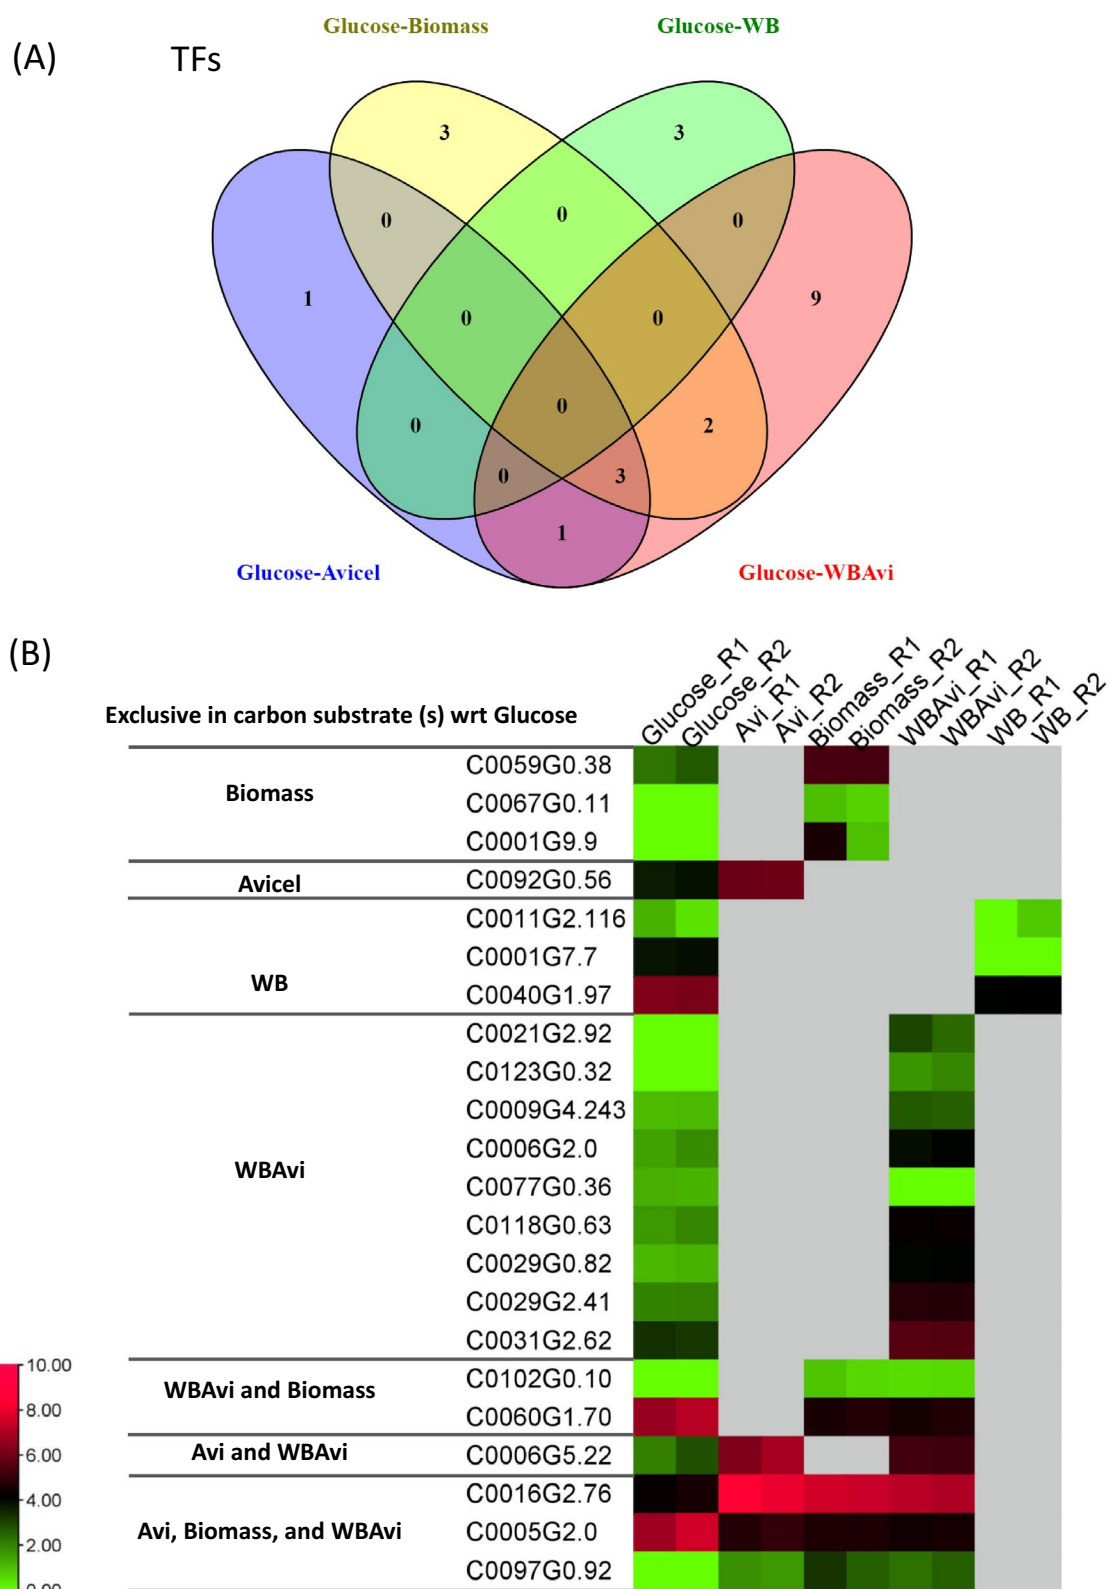 Glucose-Biomass Glucose-WB
(A) TFs
3 3
0 0 0
1 9
0 0
0
0 2
0 3
1
Glucose-Avicel Glucose-WBAvi
(B)
Glucose_R1 Glucose_R2 Avi_R1 Avi_R2 Biomass_R1 Biomass_R2 WBAvi_R1 WBAvi_R2 WB_R1 WB_R2
Exclusive in carbon substrate (s) wrt Glucose
C0059G0.38
Biomass
C0067G0.11
C0001G9.9
Avicel C0092G0.56
C0011G2.116
C0001G7.7
WB
C0040G1.97
C0021G2.92
C0123G0.32
C0009G4.243
C0006G2.0
WBAvi
C0077G0.36
C0118G0.63
C0029G0.82
C0029G2.41
C0031G2.62
10.00
C0102G0.10
WBAvi and Biomass
8.00
C0060G1.70
6.00 Avi and WBAvi C0006G5.22
4.00 C0016G2.76
Avi, Biomass, and WBAvi C0005G2.0
2.00
C0097G0.92
0.00